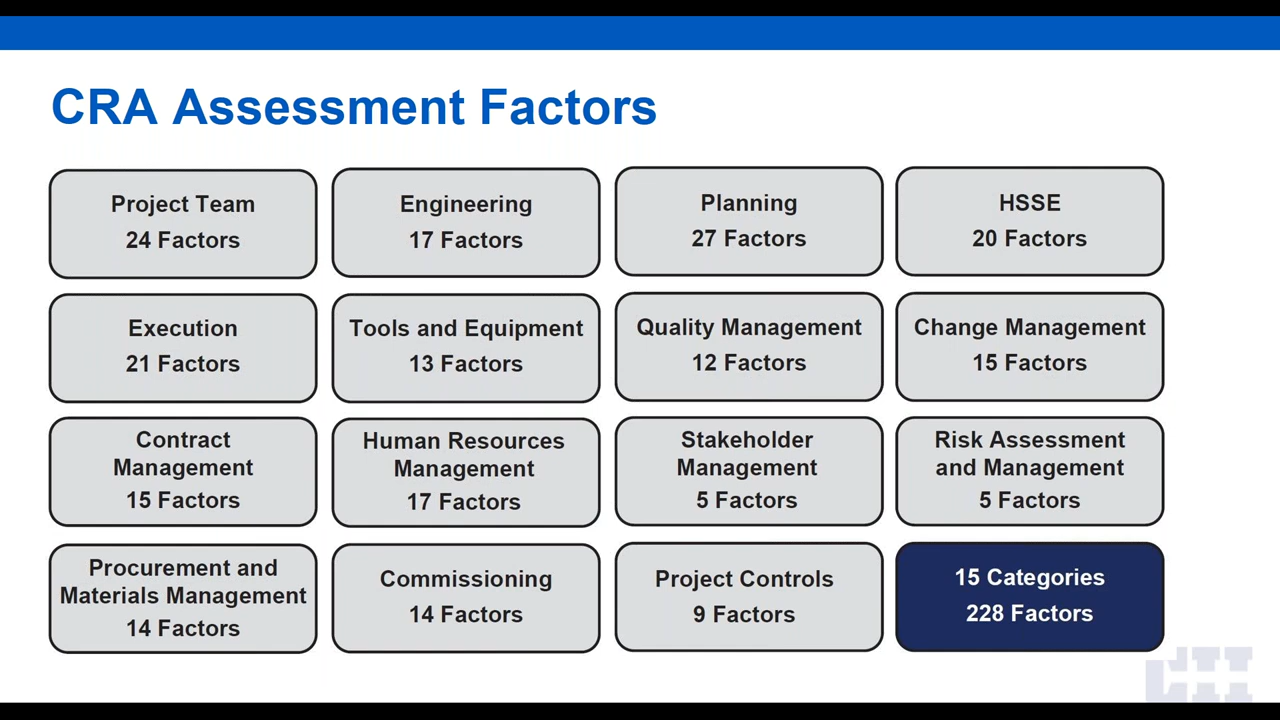 CRA Assessment Factors
Project Team
24 Factors
Engineering
17 Factors
Planning
27 Factors
HSSE
20 Factors
Execution
21 Factors
Tools and Equipment
13 Factors
Quality Management
12 Factors
Change Management
15 Factors
Contract
Management
15 Factors
Human Resources
Management
17 Factors
Stakeholder
Management
5 Factors
Risk Assessment
and Management
5 Factors
Procurement and
Materials Management
14 Factors
Commissioning
14 Factors
Project Controls
9 Factors
15 Categories
228 Factors
CII